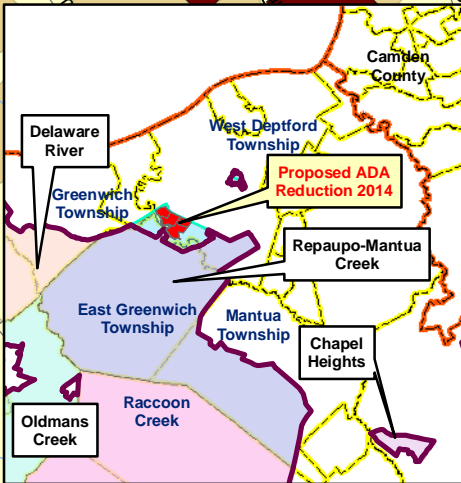 Camden
County
Delaware
River
West Deptford
Township
Proposed ADA
Reduction 2014
Greenwich
Township
Repaupo-Mantua
Creek
East Greenwich
Township
Mantua
Township
Chapel
Heights
Raccoon
Creek
Oldmans
Creek